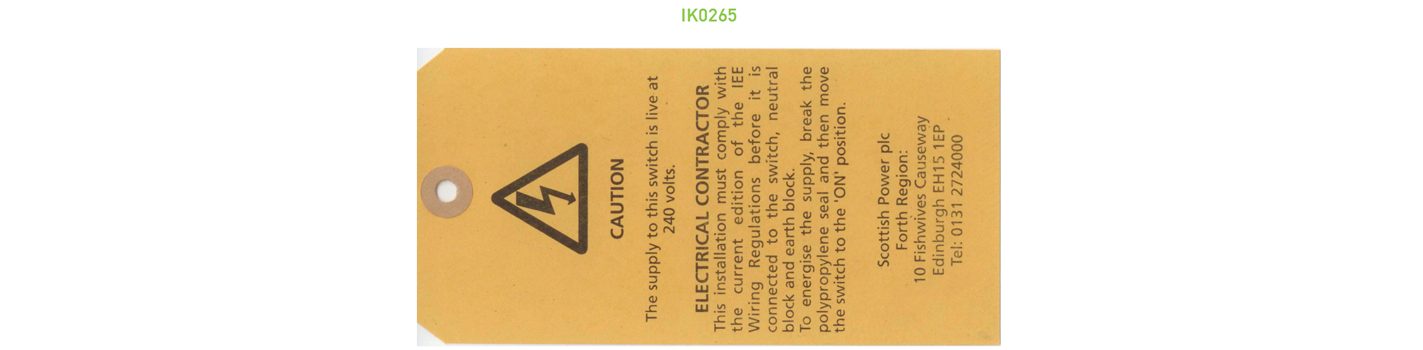 IK0265
CAUTION
The supply to this switch is live at
240 volts.
ELECTRICAL CONTRACTOR
This installation must comply with
the current edition of the IEE
Wiring Regulations before it is
connected to the switch, neutral
block and earth block.
To energise the supply, break the
polypropylene seal and then move
the switch to the 'ON' position.
Scottish Power plc
Forth Region:
10 Fishwives Causeway
Edinburgh EH15 1EP
Tel: 0131 2724000